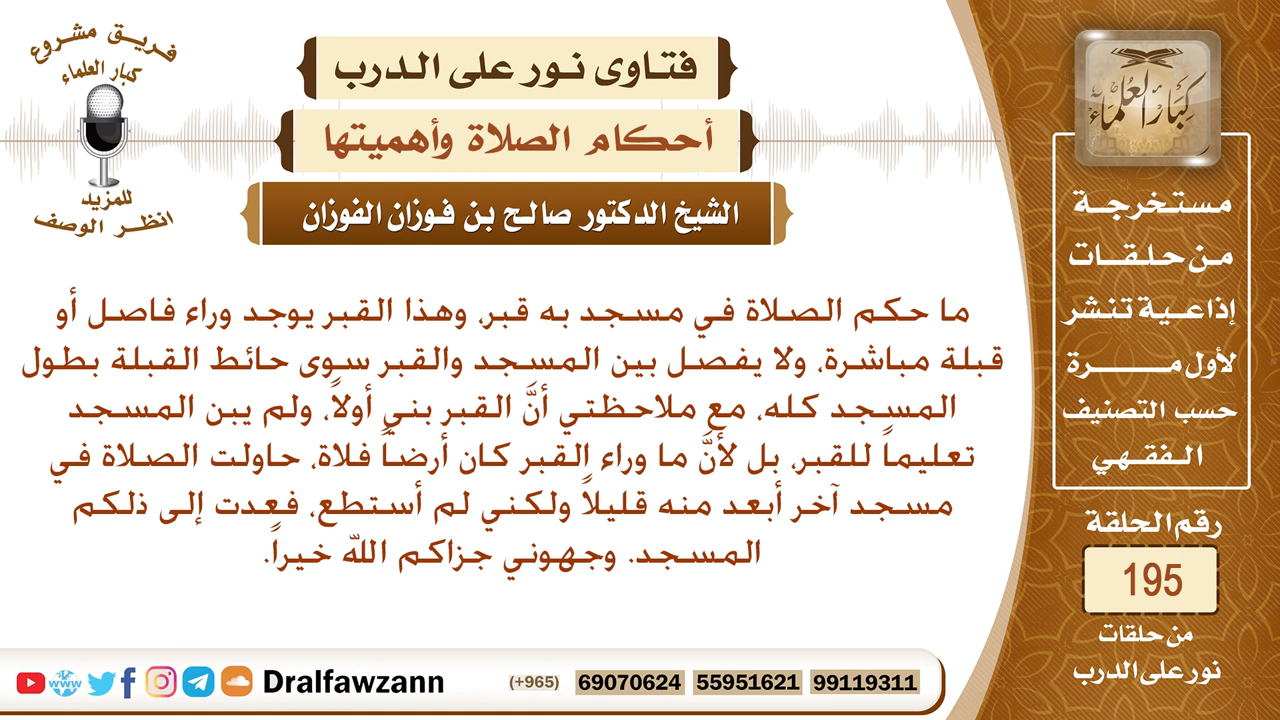 فريق مشروع
كبار العلماء
للمزيد
انظر الوصف
فتاوى نور على الدرب
أحكام الصلاة وأهميتها
الشيخ الدكتور صالح بن فوزان الفوزان
ما حكم الصلاة في مسجد به قبر، وهذا القبر يوجد وراء فاصل أو
قبلة مباشرة، ولا يفصل بين المسجد والقبر سوى حائط القبلة بطول
المسجد كله، مع ملاحظتي أنَّ القبر بني أولاً، ولم يبن المسجد
تعليماً للقبر، بل لأنَّ ما وراء القبر كان أرضاً فلاة، حاولت الصلاة في
مسجد آخر أبعد منه قليلاً ولكني لم أستطع، فعدت إلى ذلكم
المسجد. وجهوني جزاكم الله خيراً.
كبار العلماء
مستخرجة
من حلقات
إذاعية تنشر
لأول مرة
حسب التصنيف
الفقهي
رقم الحلقة
195
من حلقات
نور على الدرب
www
Dralfawzann
(+965) 69070624 55951621 99119311